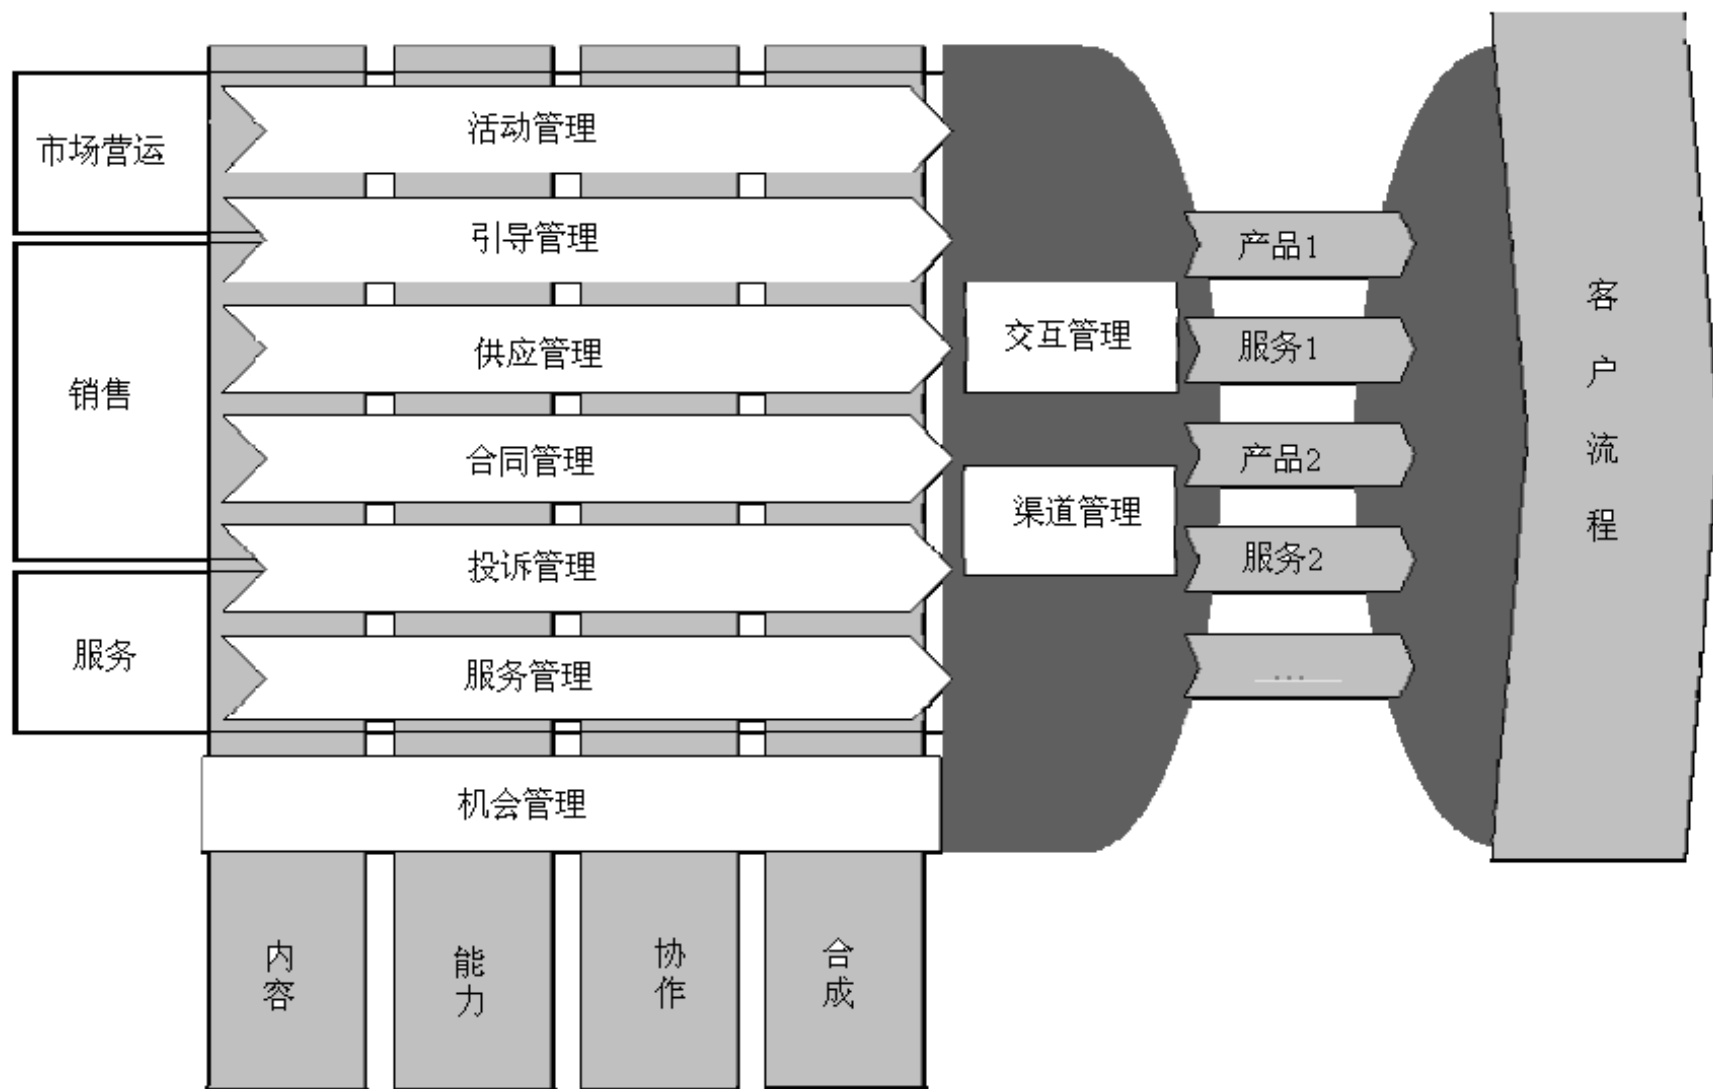 市场营运
销售
服务
活动管理
引导管理
供应管理
合同管理
投诉管理
服务管理
机会管理
内容
能力
协作
合成
交互管理
渠道管理
产品1
服务1
产品2
服务2
...
客户流程